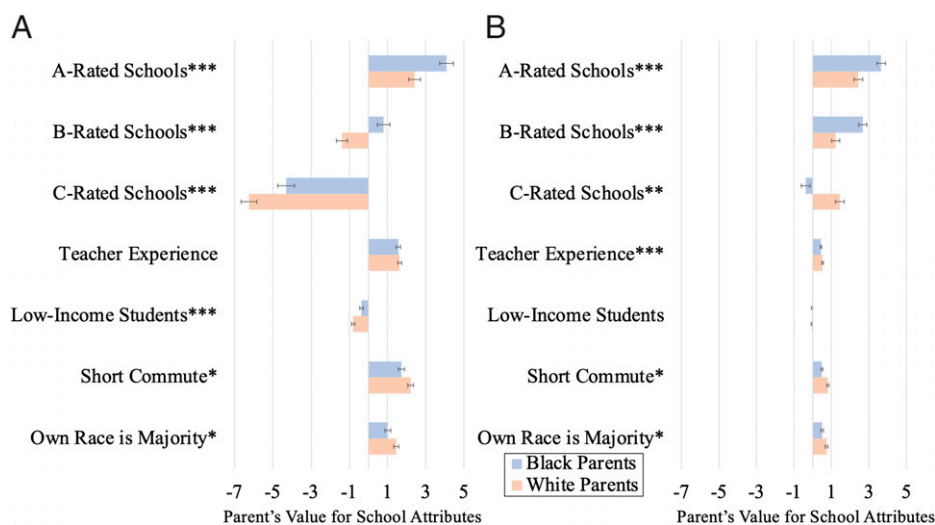 A
A-Rated Schools***
B-Rated Schools***
C-Rated Schools***
Teacher Experience
Low-Income Students***
Short Commute*
Own Race is Majority*
-7 -5 -3 -1 1 3 5
Parent's Value for School Attributes
B
A-Rated Schools***
B-Rated Schools***
C-Rated Schools**
Teacher Experience***
Low-Income Students
Short Commute*
Own Race is Majority*
Black Parents
White Parents
-7 -5 -3 -1 1 3 5
Parent's Value for School Attributes